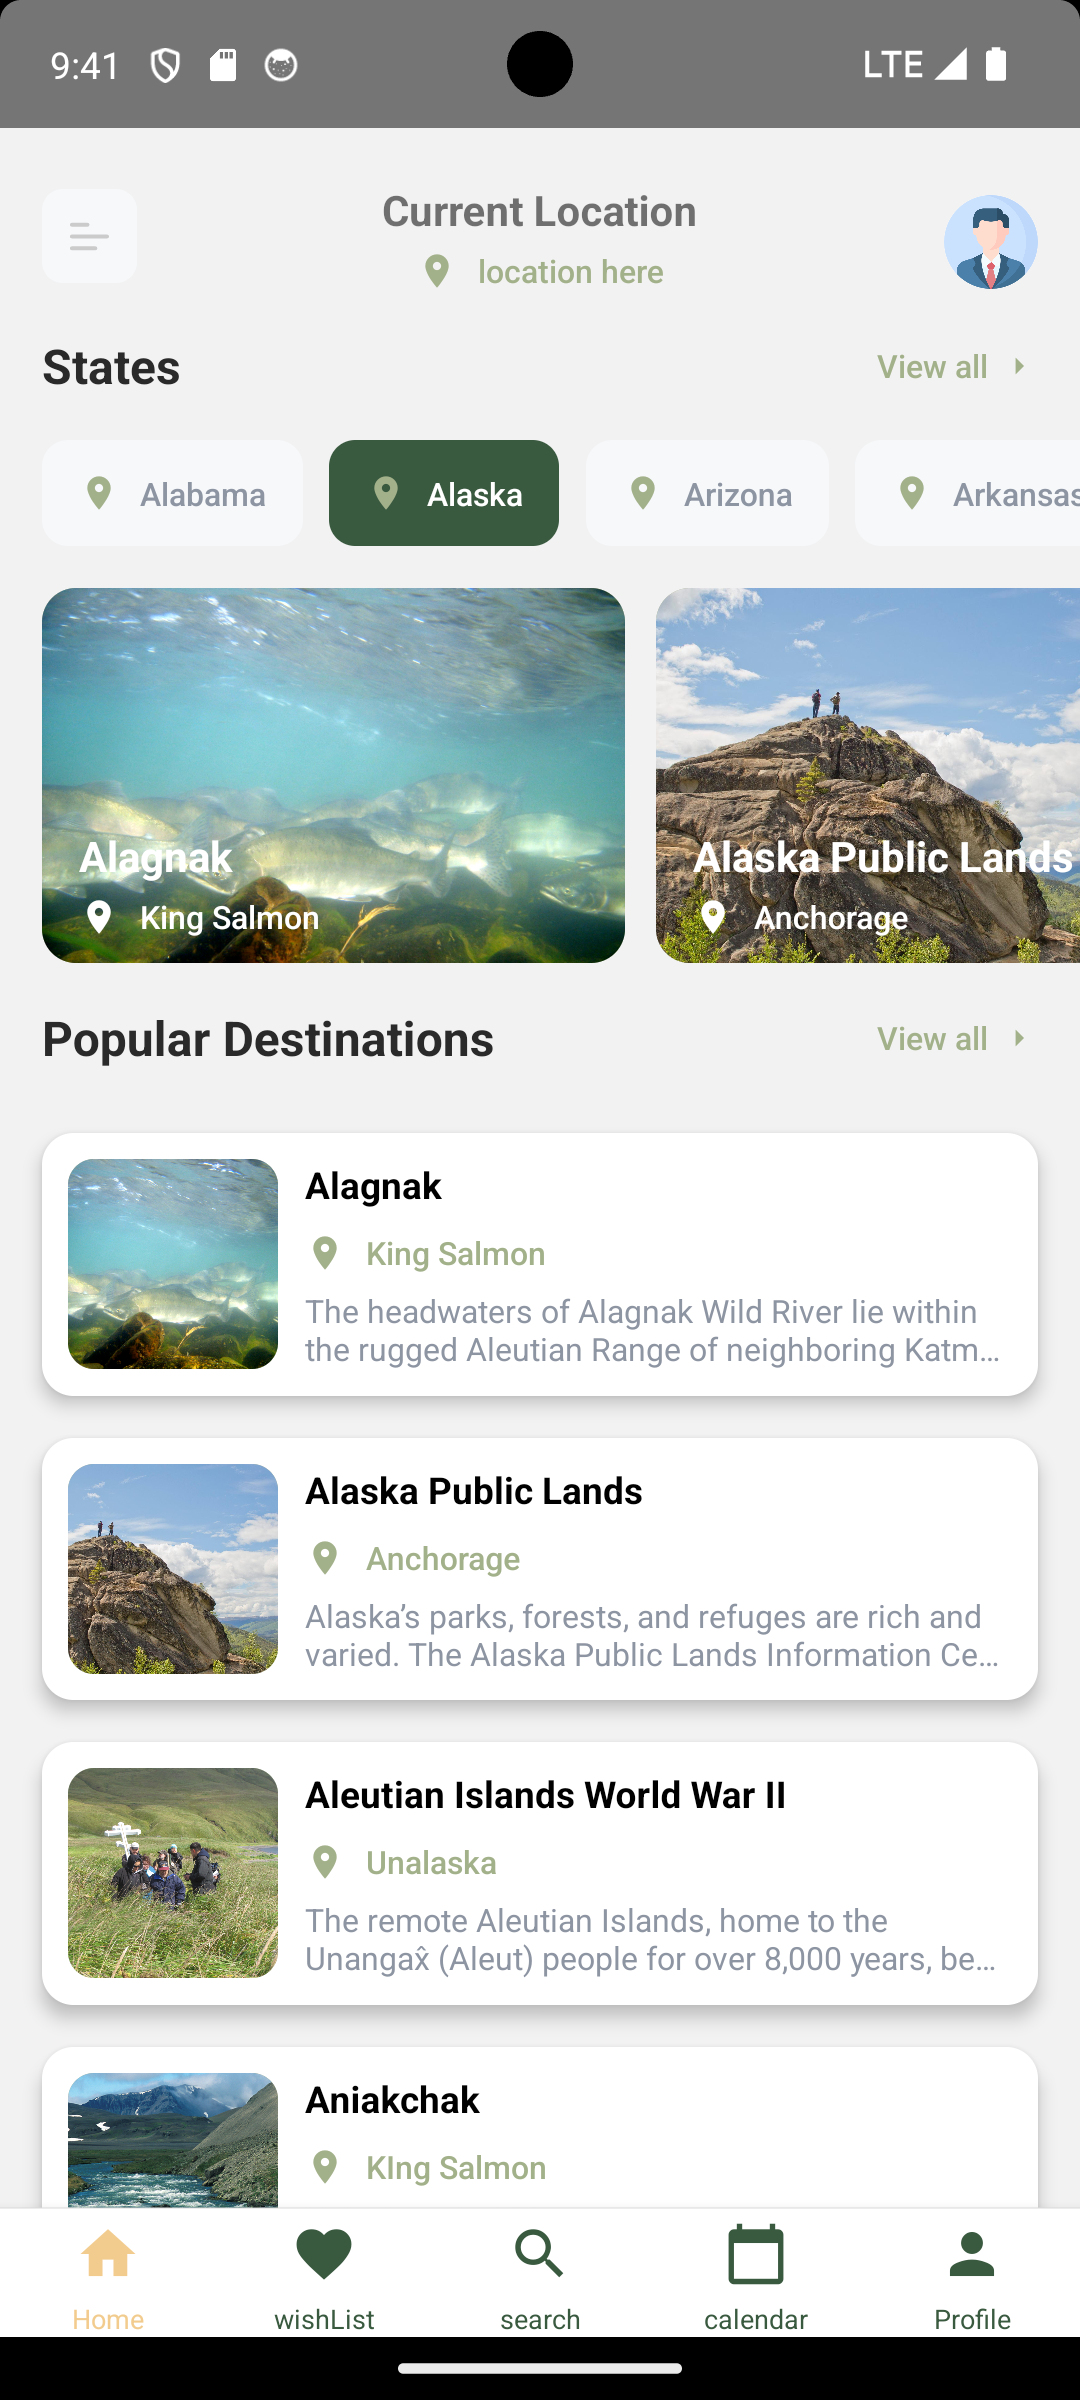 9:41
LTE
Current Location
location here
States
View all
Alabama
Alaska
Arizona
Arkansas
Alagnak
King Salmon
Alaska Public Lands
Anchorage
Popular Destinations
View all
Alagnak
King Salmon
The headwaters of Alagnak Wild River lie within
the rugged Aleutian Range of neighboring Katm...
Alaska Public Lands
Anchorage
Alaska’s parks, forests, and refuges are rich and
varied. The Alaska Public Lands Information Ce...
Aleutian Islands World War II
Unalaska
The remote Aleutian Islands, home to the
Unangax̂ (Aleut) people for over 8,000 years, be...
Aniakchak
KIng Salmon
Home
wishList
search
calendar
Profile